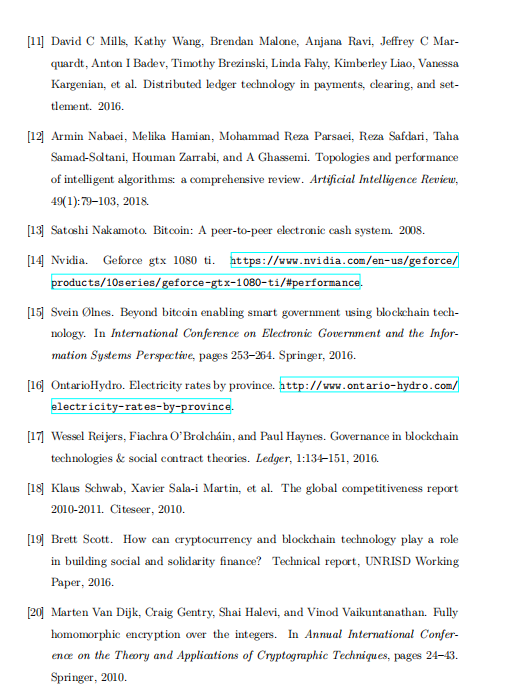 [11] David C Mills, Kathy Wang, Brendan Malone, Anjana Ravi, Jeffrey C Mar-
quardt, Anton I Badev, Timothy Brezinski, Linda Fahy, Kimberley Liao, Vanessa
Kargenian, et al. Distributed ledger technology in payments, clearing, and set-
tlement. 2016.
[12] Armin Nabaei, Melika Hamian, Mohammad Reza Parsaei, Reza Safdari, Taha
Samad-Soltani, Houman Zarrabi, and A Ghassemi. Topologies and performance
of intelligent algorithms: a comprehensive review. Artificial Intelligence Review,
49(1):79–103, 2018.
[13] Satoshi Nakamoto. Bitcoin: A peer-to-peer electronic cash system. 2008.
[14] Nvidia. Geforce gtx 1080 ti. https://www.nvidia.com/en-us/geforce/
products/10series/geforce-gtx-1080-ti/#performance.
[15] Svein Ølnes. Beyond bitcoin enabling smart government using blockchain tech-
nology. In International Conference on Electronic Government and the Infor-
mation Systems Perspective, pages 253–264. Springer, 2016.
[16] OntarioHydro. Electricity rates by province. http://www.ontario-hydro.com/
electricity-rates-by-province.
[17] Wessel Reijers, Fiachra O'Brolcháin, and Paul Haynes. Governance in blockchain
technologies & social contract theories. Ledger, 1:134–151, 2016.
[18] Klaus Schwab, Xavier Sala-i Martin, et al. The global competitiveness report
2010-2011. Citeseer, 2010.
[19] Brett Scott. How can cryptocurrency and blockchain technology play a role
in building social and solidarity finance? Technical report, UNRISD Working
Paper, 2016.
[20] Marten Van Dijk, Craig Gentry, Shai Halevi, and Vinod Vaikuntanathan. Fully
homomorphic encryption over the integers. In Annual International Confer-
ence on the Theory and Applications of Cryptographic Techniques, pages 24–43.
Springer, 2010.